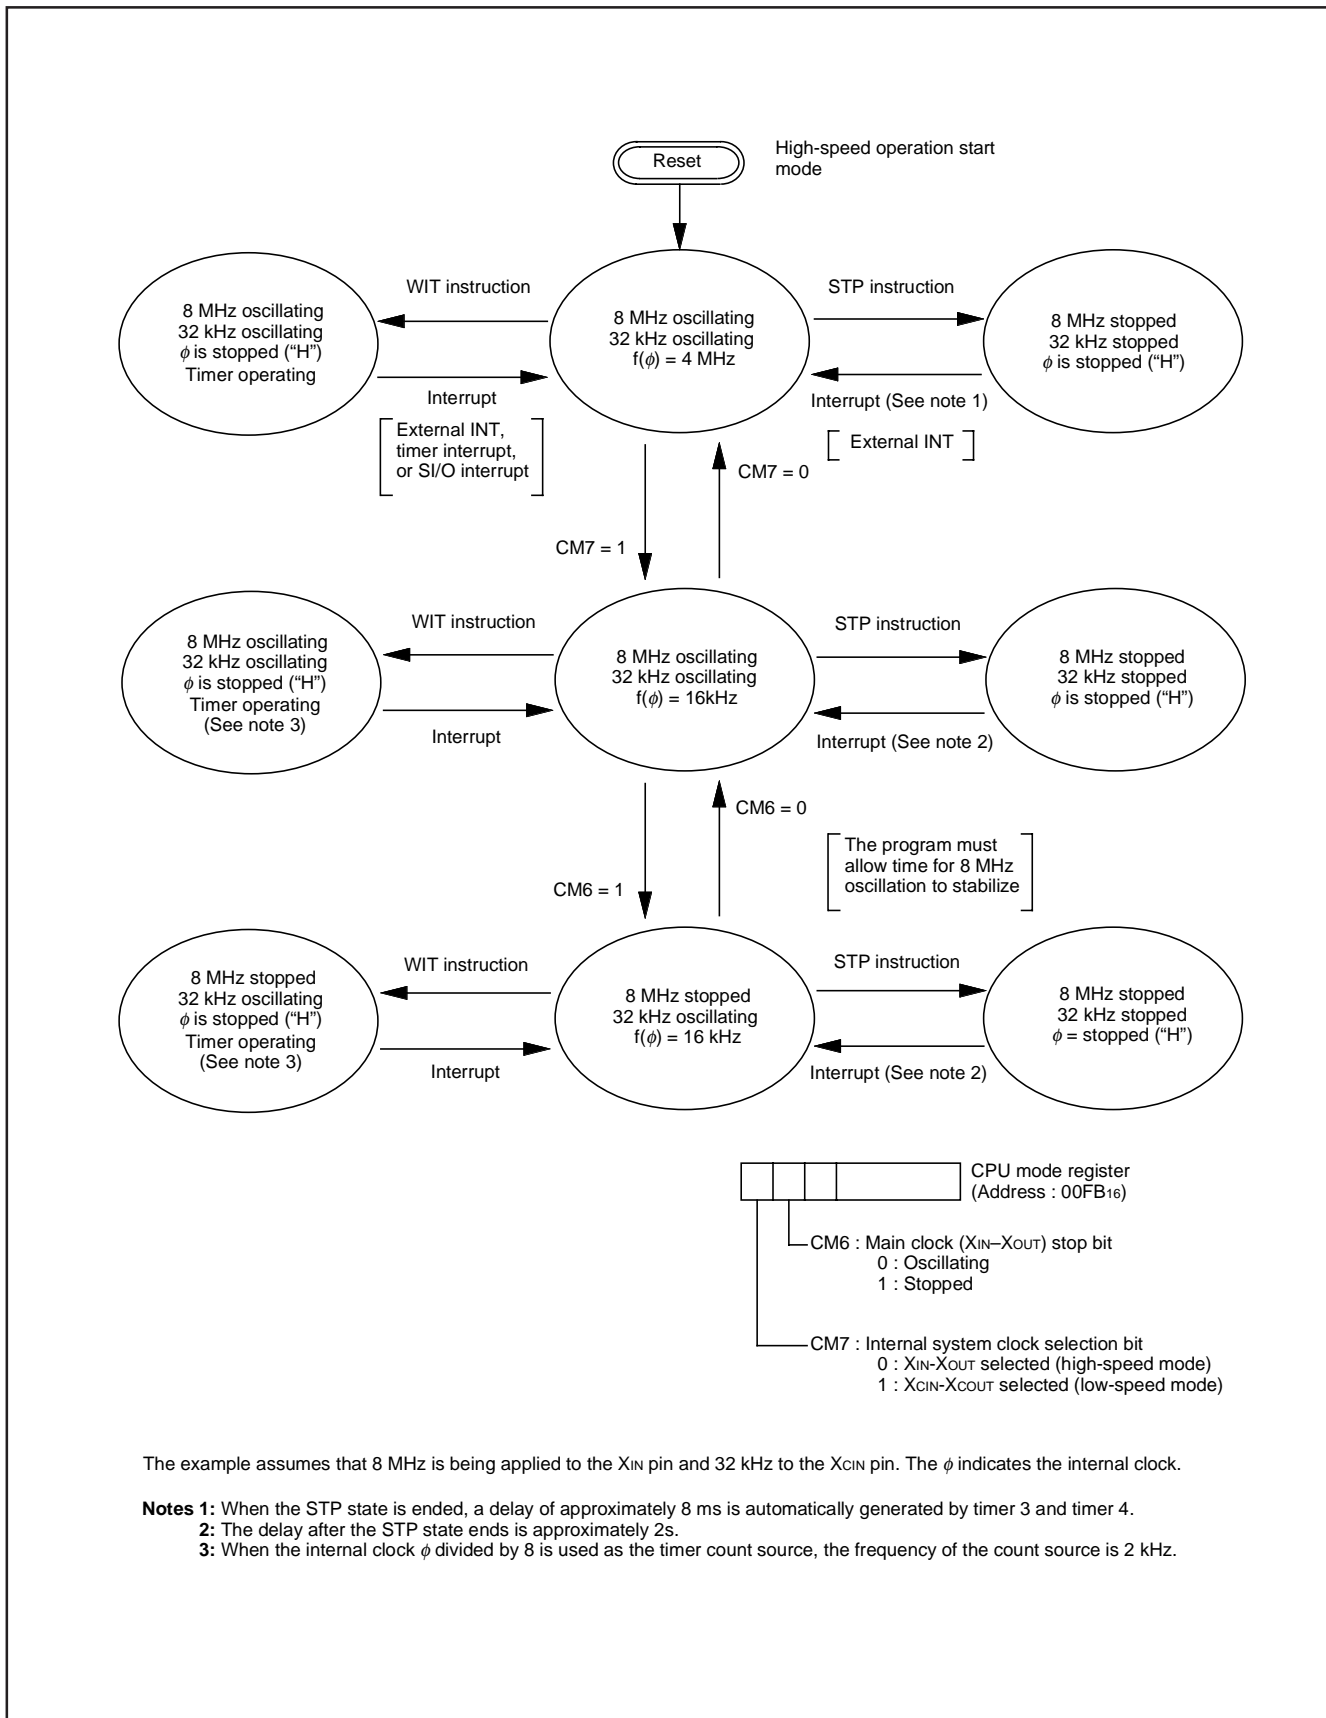 Reset
High-speed operation start
mode
8 MHz oscillating
32 kHz oscillating
ϕ is stopped (“H”)
Timer operating
WIT instruction
Interrupt
External INT,
timer interrupt,
or SI/O interrupt
8 MHz oscillating
32 kHz oscillating
f(ϕ) = 4 MHz
STP instruction
Interrupt (See note 1)
External INT
8 MHz stopped
32 kHz stopped
ϕ is stopped (“H”)
CM7 = 1
CM7 = 0
8 MHz oscillating
32 kHz oscillating
ϕ is stopped (“H”)
Timer operating
(See note 3)
WIT instruction
Interrupt
8 MHz oscillating
32 kHz oscillating
f(ϕ) = 16kHz
STP instruction
Interrupt (See note 2)
8 MHz stopped
32 kHz stopped
ϕ is stopped (“H”)
CM6 = 1
CM6 = 0
The program must
allow time for 8 MHz
oscillation to stabilize
8 MHz stopped
32 kHz oscillating
ϕ is stopped (“H”)
Timer operating
(See note 3)
WIT instruction
Interrupt
8 MHz stopped
32 kHz oscillating
f(ϕ) = 16 kHz
STP instruction
Interrupt (See note 2)
8 MHz stopped
32 kHz stopped
ϕ = stopped (“H”)
CPU mode register
(Address : 00FB16)
CM6 : Main clock (XIN–XOUT) stop bit
0 : Oscillating
1 : Stopped
CM7 : Internal system clock selection bit
0 : XIN-XOUT selected (high-speed mode)
1 : XCIN-XCOUT selected (low-speed mode)
The example assumes that 8 MHz is being applied to the XIN pin and 32 kHz to the XCIN pin. The ϕ indicates the internal clock.
Notes 1: When the STP state is ended, a delay of approximately 8 ms is automatically generated by timer 3 and timer 4.
2: The delay after the STP state ends is approximately 2s.
3: When the internal clock ϕ divided by 8 is used as the timer count source, the frequency of the count source is 2 kHz.